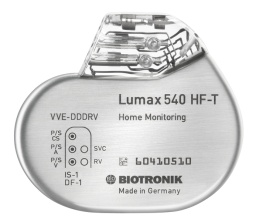 Lumax 540 HF-T
VVE-DDDRV Home Monitoring
P/S
CS
P/S
A SVC
P/S
V RV
IS-1
DF-1
60410510
BIOTRONIK
Made in Germany